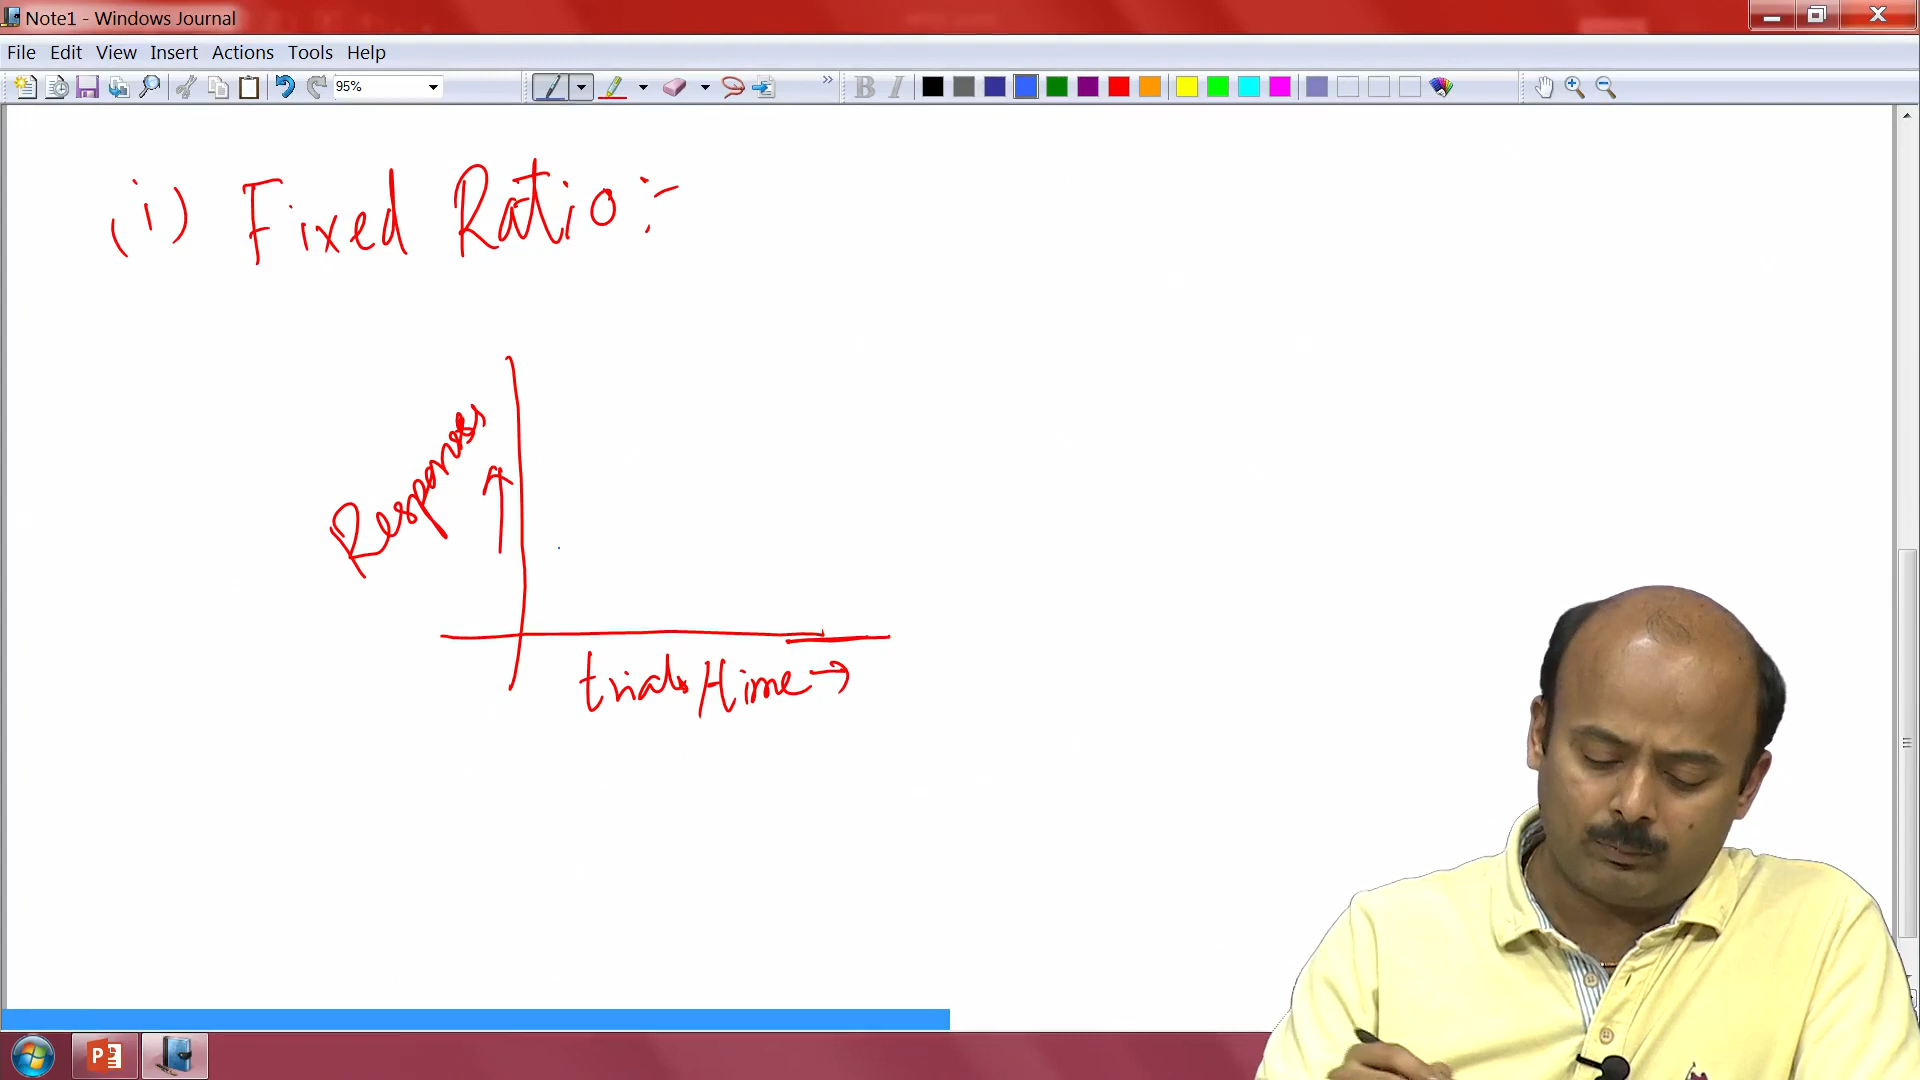 Note1 - Windows Journal
File Edit View Insert Actions Tools Help
95%
(i) Fixed Ratio :-
Responses
trials/time →